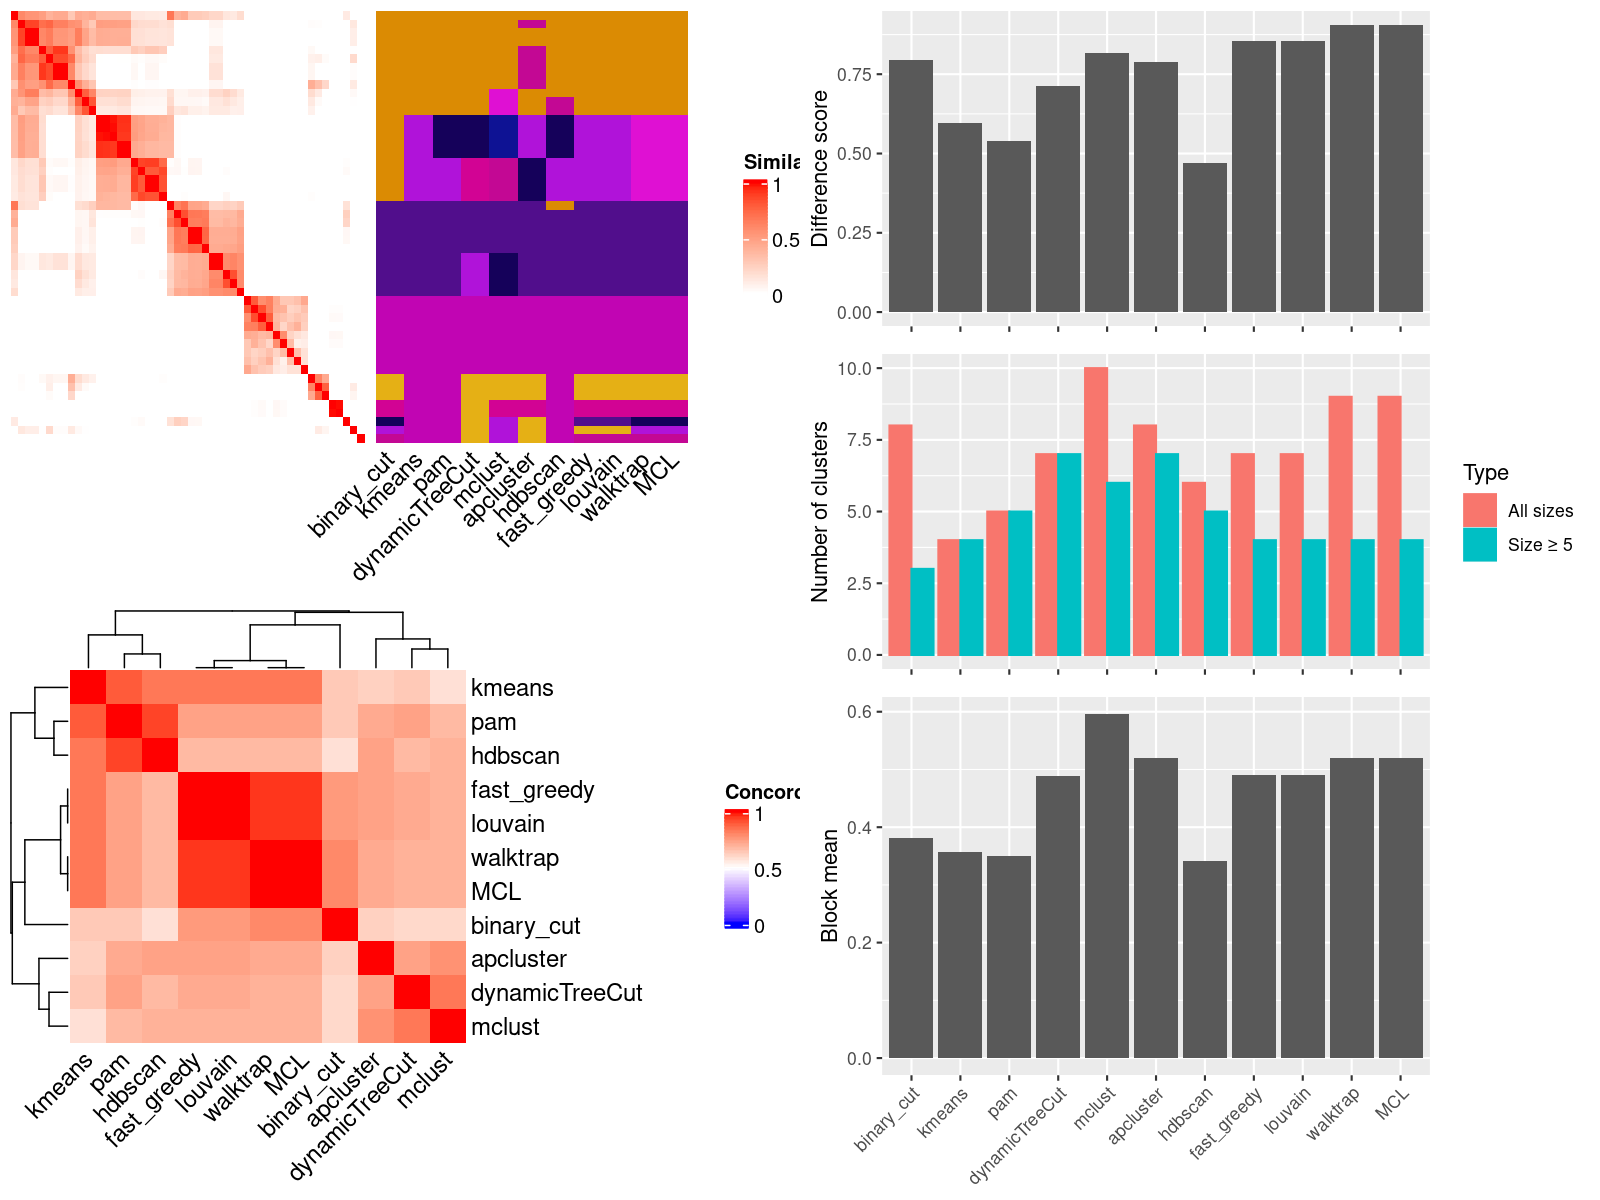 Simila
1
0.5
0
binary_cut
kmeans
pam
dynamicTreeCut
mclust
apcluster
hdbscan
fast_greedy
louvain
walktrap
MCL
kmeans
pam
hdbscan
fast_greedy
louvain
walktrap
MCL
binary_cut
apcluster
dynamicTreeCut
mclust
kmeans
pam
hdbscan
fast_greedy
louvain
walktrap
MCL
binary_cut
apcluster
dynamicTreeCut
mclust
Concord
1
0.5
0
Difference score
0.75
0.50
0.25
0.00
Number of clusters
10.0
7.5
5.0
2.5
0.0
Type
All sizes
Size ≥ 5
Block mean
0.6
0.4
0.2
0.0
binary_cut
kmeans
pam
dynamicTreeCut
mclust
apcluster
hdbscan
fast_greedy
louvain
walktrap
MCL